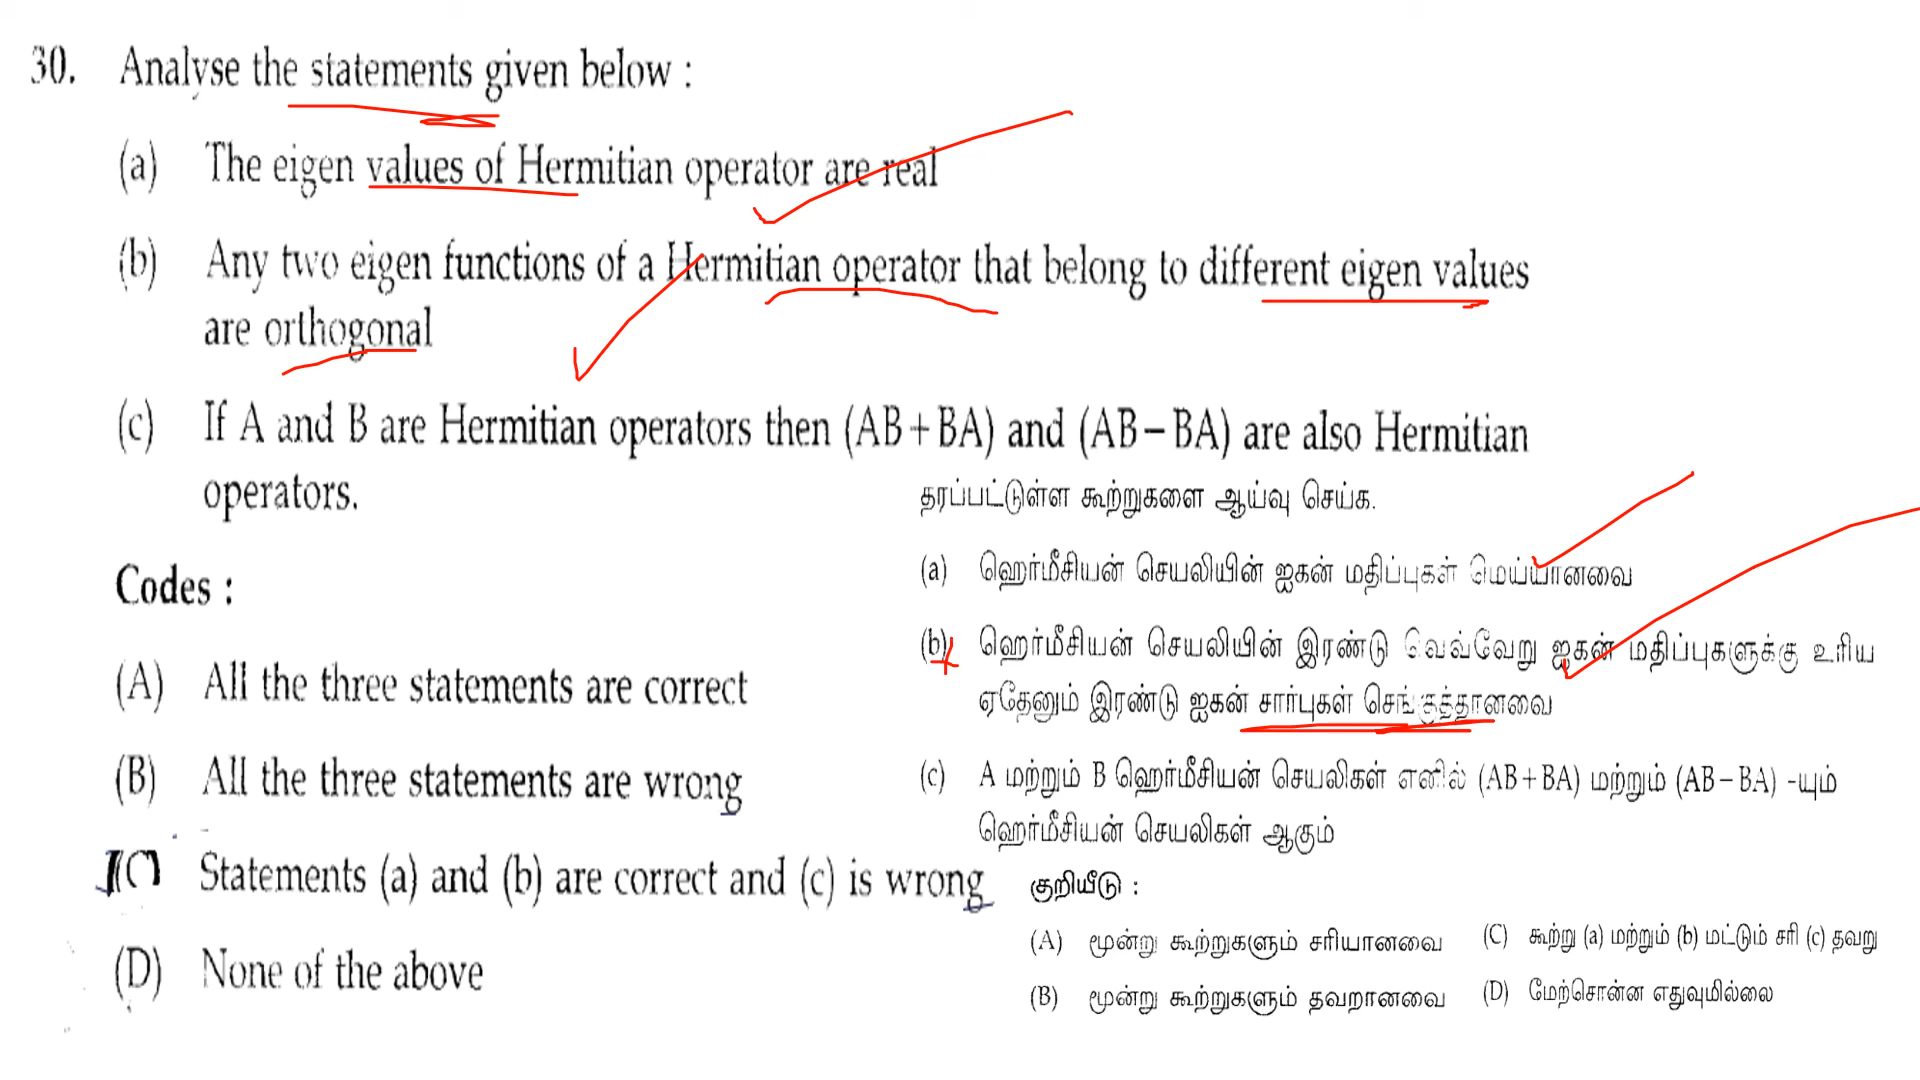 30. Analyse the statements given below :
(a) The eigen values of Hermitian operator are real
(b) Any two eigen functions of a Hermitian operator that belong to different eigen values
are orthogonal
(c) If A and B are Hermitian operators then (AB+BA) and (AB−BA) are also Hermitian
operators.
Codes :
(A) All the three statements are correct
(B) All the three statements are wrong
(C) Statements (a) and (b) are correct and (c) is wrong
(D) None of the above
தரப்பட்டுள்ள கூற்றுகளை ஆய்வு செய்க.
(a) ஹெர்மீசியன் செயலியின் ஐகன் மதிப்புகள் மெய்யானவை
(b) ஹெர்மீசியன் செயலியின் இரண்டு வெவ்வேறு ஐகன் மதிப்புகளுக்கு உரிய
ஏதேனும் இரண்டு ஐகன் சார்புகள் செங்குத்தானவை
(c) A மற்றும் B ஹெர்மீசியன் செயலிகள் எனில் (AB+BA) மற்றும் (AB−BA) -யும்
ஹெர்மீசியன் செயலிகள் ஆகும்
குறியீடு :
(A) மூன்று கூற்றுகளும் சரியானவை
(B) மூன்று கூற்றுகளும் தவறானவை
(C) கூற்று (a) மற்றும் (b) மட்டும் சரி (c) தவறு
(D) மேற்சொன்ன எதுவுமில்லை